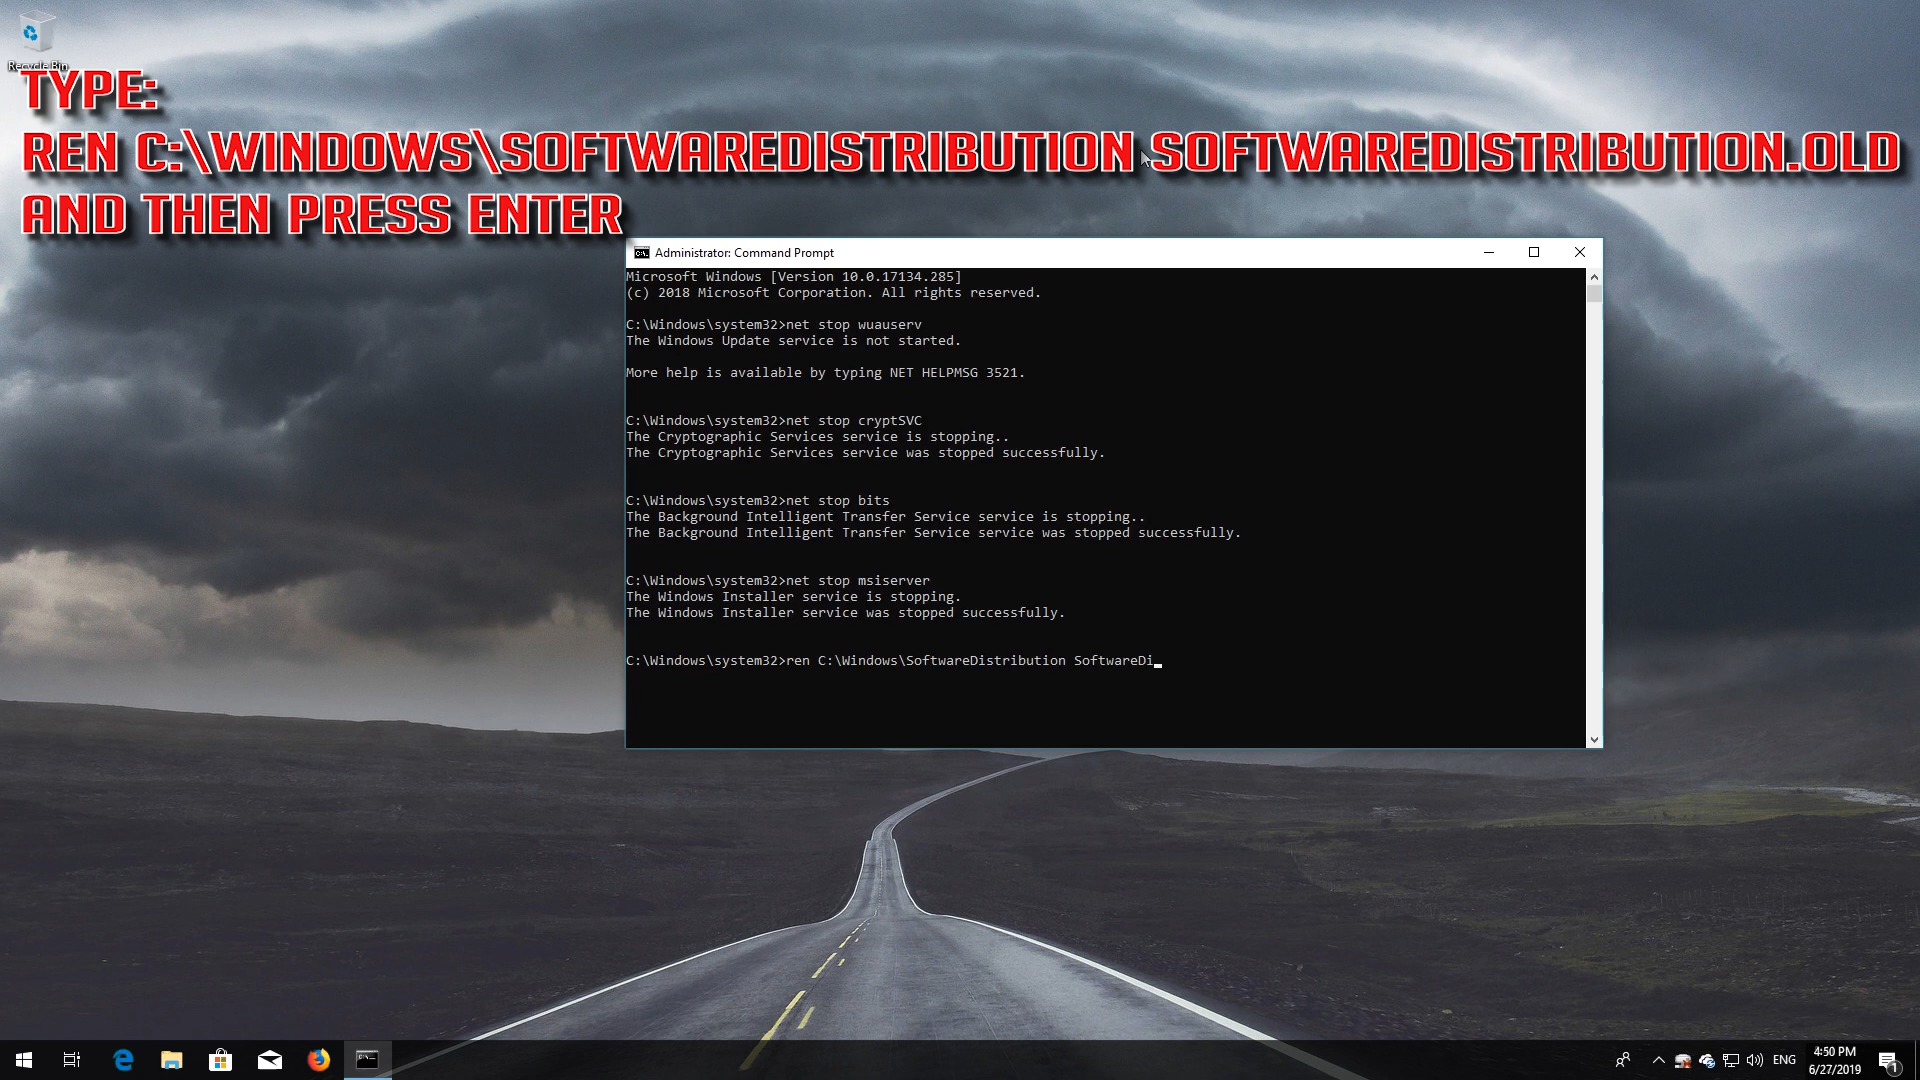 Recycle Bin
TYPE:
REN C:\WINDOWS\SOFTWAREDISTRIBUTION SOFTWAREDISTRIBUTION.OLD
AND THEN PRESS ENTER
Administrator: Command Prompt
Microsoft Windows [Version 10.0.17134.285]
(c) 2018 Microsoft Corporation. All rights reserved.
C:\Windows\system32>net stop wuauserv
The Windows Update service is not started.
More help is available by typing NET HELPMSG 3521.
C:\Windows\system32>net stop cryptSVC
The Cryptographic Services service is stopping..
The Cryptographic Services service was stopped successfully.
C:\Windows\system32>net stop bits
The Background Intelligent Transfer Service service is stopping..
The Background Intelligent Transfer Service service was stopped successfully.
C:\Windows\system32>net stop msiserver
The Windows Installer service is stopping.
The Windows Installer service was stopped successfully.
C:\Windows\system32>ren C:\Windows\SoftwareDistribution SoftwareDi
ENG
4:50 PM
6/27/2019
1